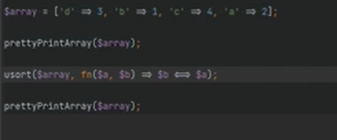 $array = ['d' => 3, 'b' => 1, 'c' => 4, 'a' => 2];
prettyPrintArray($array);
usort($array, fn($a, $b) => $b <=> $a);
prettyPrintArray($array);